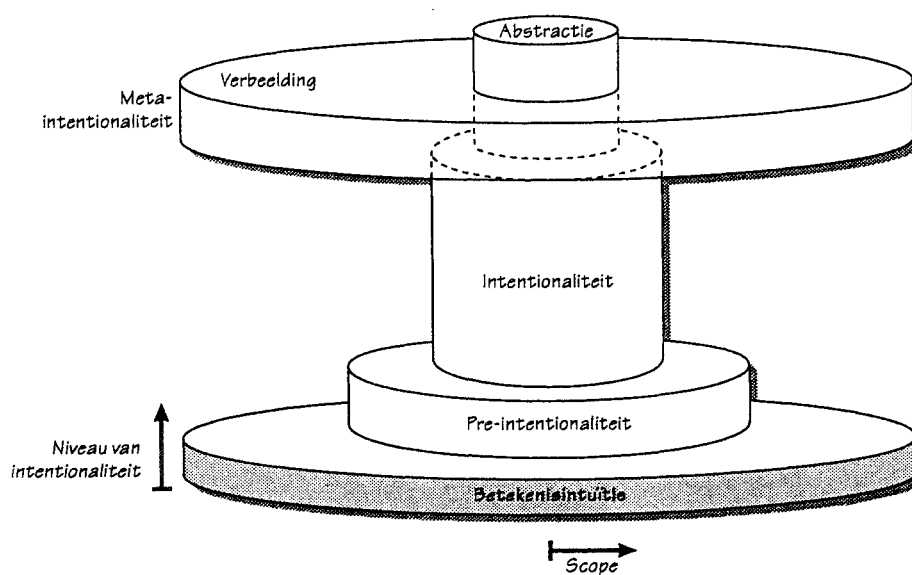 Abstractie
Verbeelding
Meta-
intentionaliteit
Intentionaliteit
Pre-intentionaliteit
Niveau van
intentionaliteit
Betekenisintuïtie
Scope